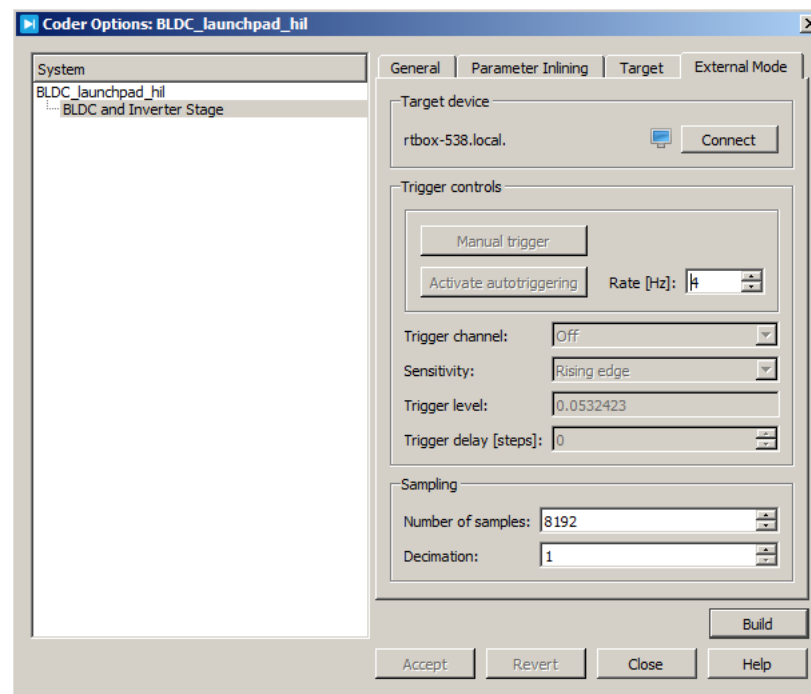 Coder Options: BLDC_launchpad_hil
System
BLDC_launchpad_hil
BLDC and Inverter Stage
General
Parameter Inlining
Target
External Mode
Target device
rtbox-538.local.
Connect
Trigger controls
Manual trigger
Activate autotriggering
Rate [Hz]: 4
Trigger channel: Off
Sensitivity: Rising edge
Trigger level: 0.0532423
Trigger delay [steps]: 0
Sampling
Number of samples: 8192
Decimation: 1
Build
Accept
Revert
Close
Help